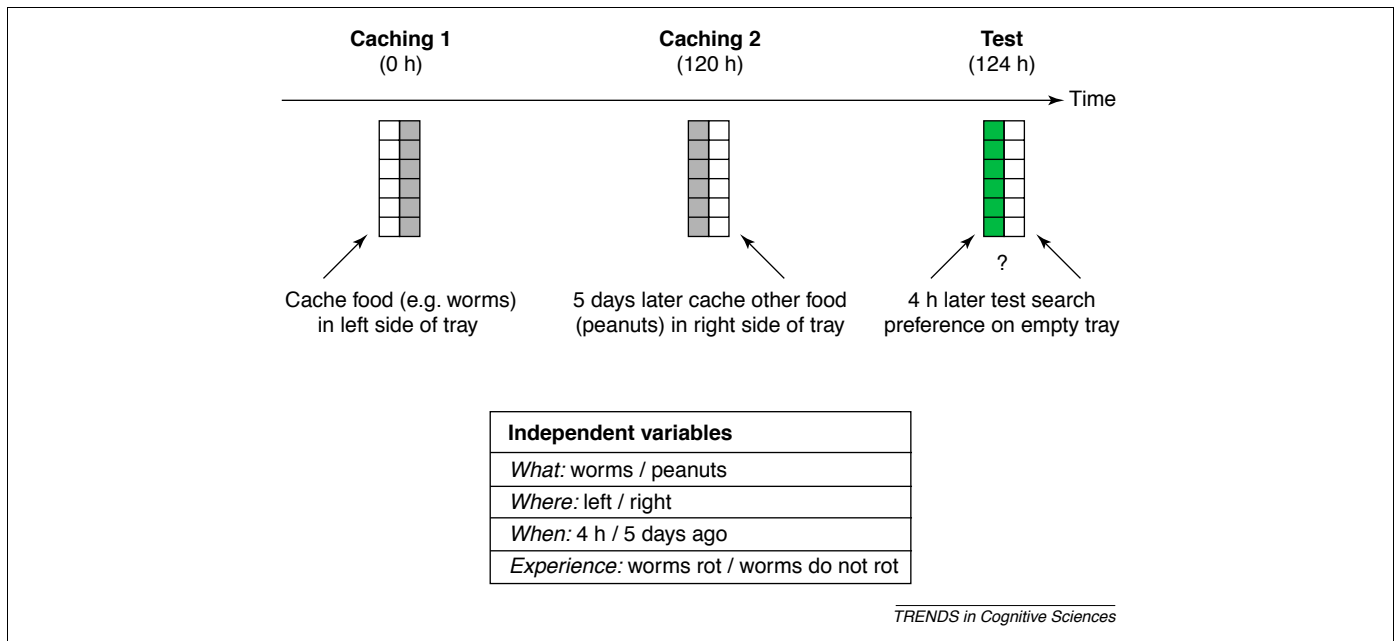 Caching 1
(0 h)
Caching 2
(120 h)
Test
(124 h)
Time
Cache food (e.g. worms)
in left side of tray
5 days later cache other food
(peanuts) in right side of tray
?
4 h later test search
preference on empty tray
Independent variables
What: worms / peanuts
Where: left / right
When: 4 h / 5 days ago
Experience: worms rot / worms do not rot
TRENDS in Cognitive Sciences